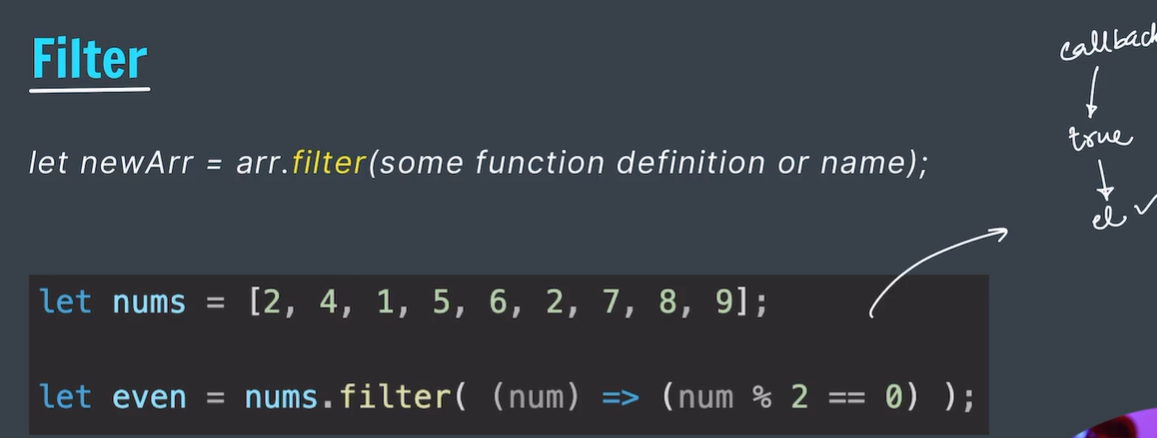 Filter
let newArr = arr.filter(some function definition or name);
let nums = [2, 4, 1, 5, 6, 2, 7, 8, 9];
let even = nums.filter( (num) => (num % 2 == 0) );
callback
true
el ✓